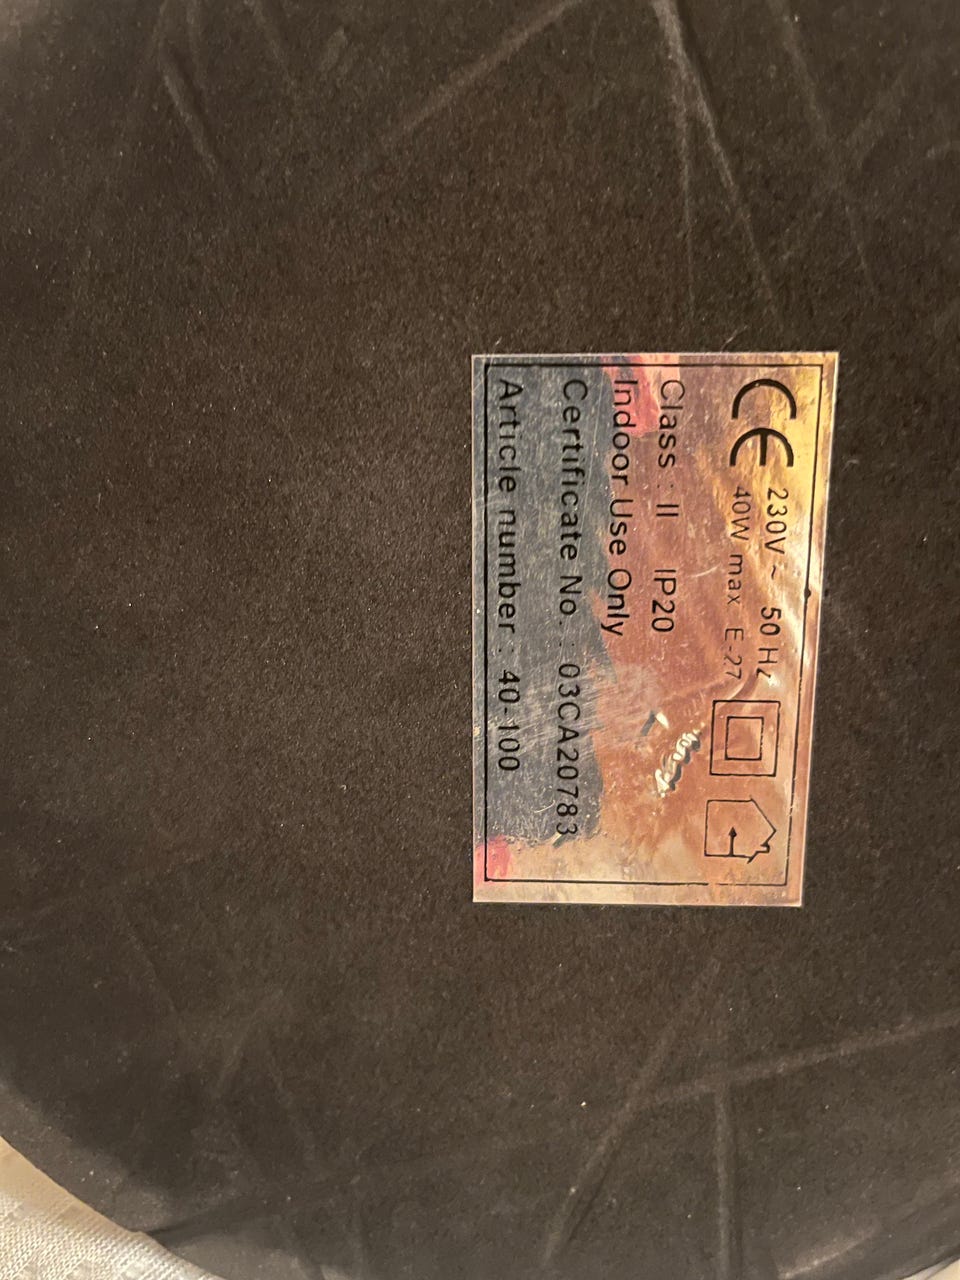 CE 230V ~ 50 Hz
40W max E-27
Class : II IP20
Indoor Use Only
Certificate No. : 03CA20783
Article number : 40-100